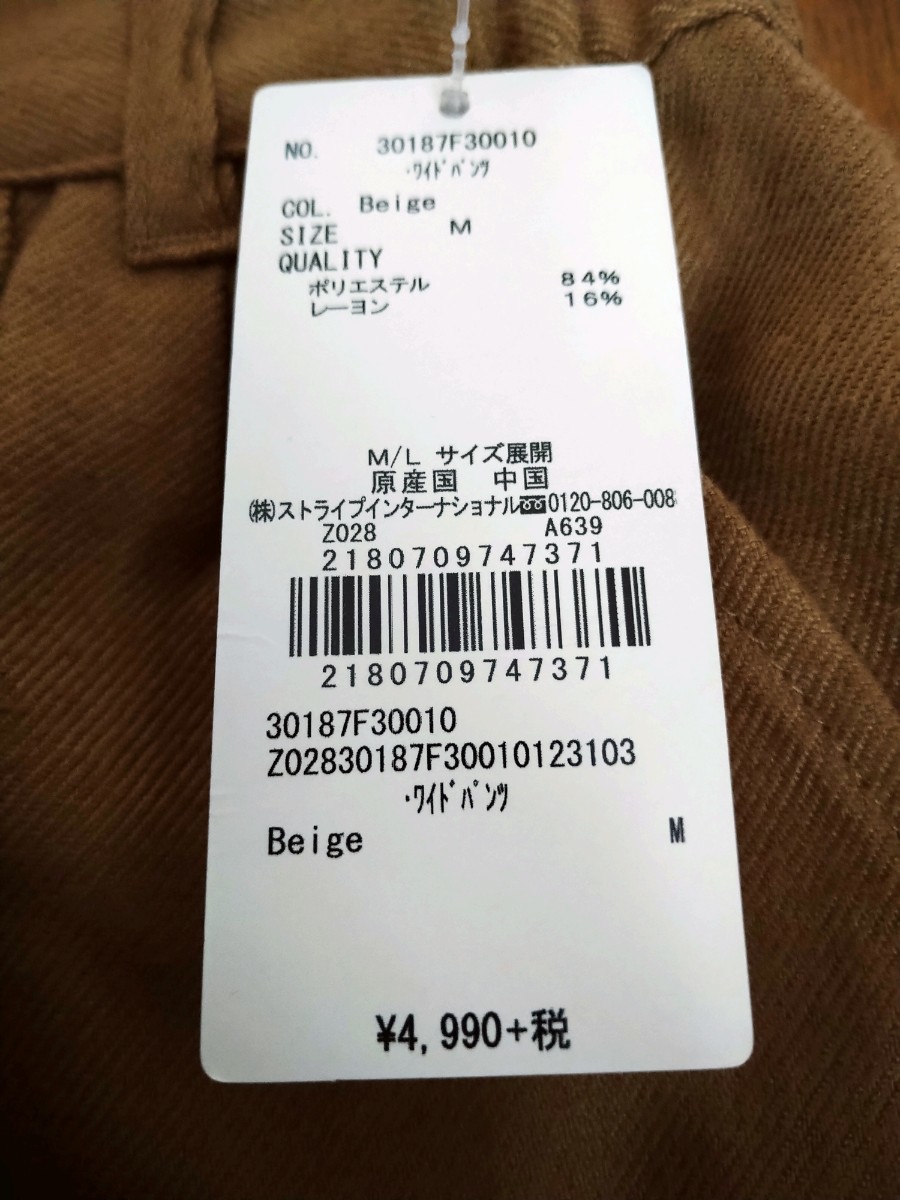 NO. 30187F30010
･ﾜｲﾄﾞﾊﾟﾝﾂ
COL. Beige
SIZE M
QUALITY
ポリエステル 84%
レーヨン 16%
M/L サイズ展開
原産国 中国
(株)ストライプインターナショナル 0120-806-008
Z028 A639
2180709747371
2180709747371
30187F30010
Z02830187F30010123103
･ﾜｲﾄﾞﾊﾟﾝﾂ
Beige M
¥4,990+税